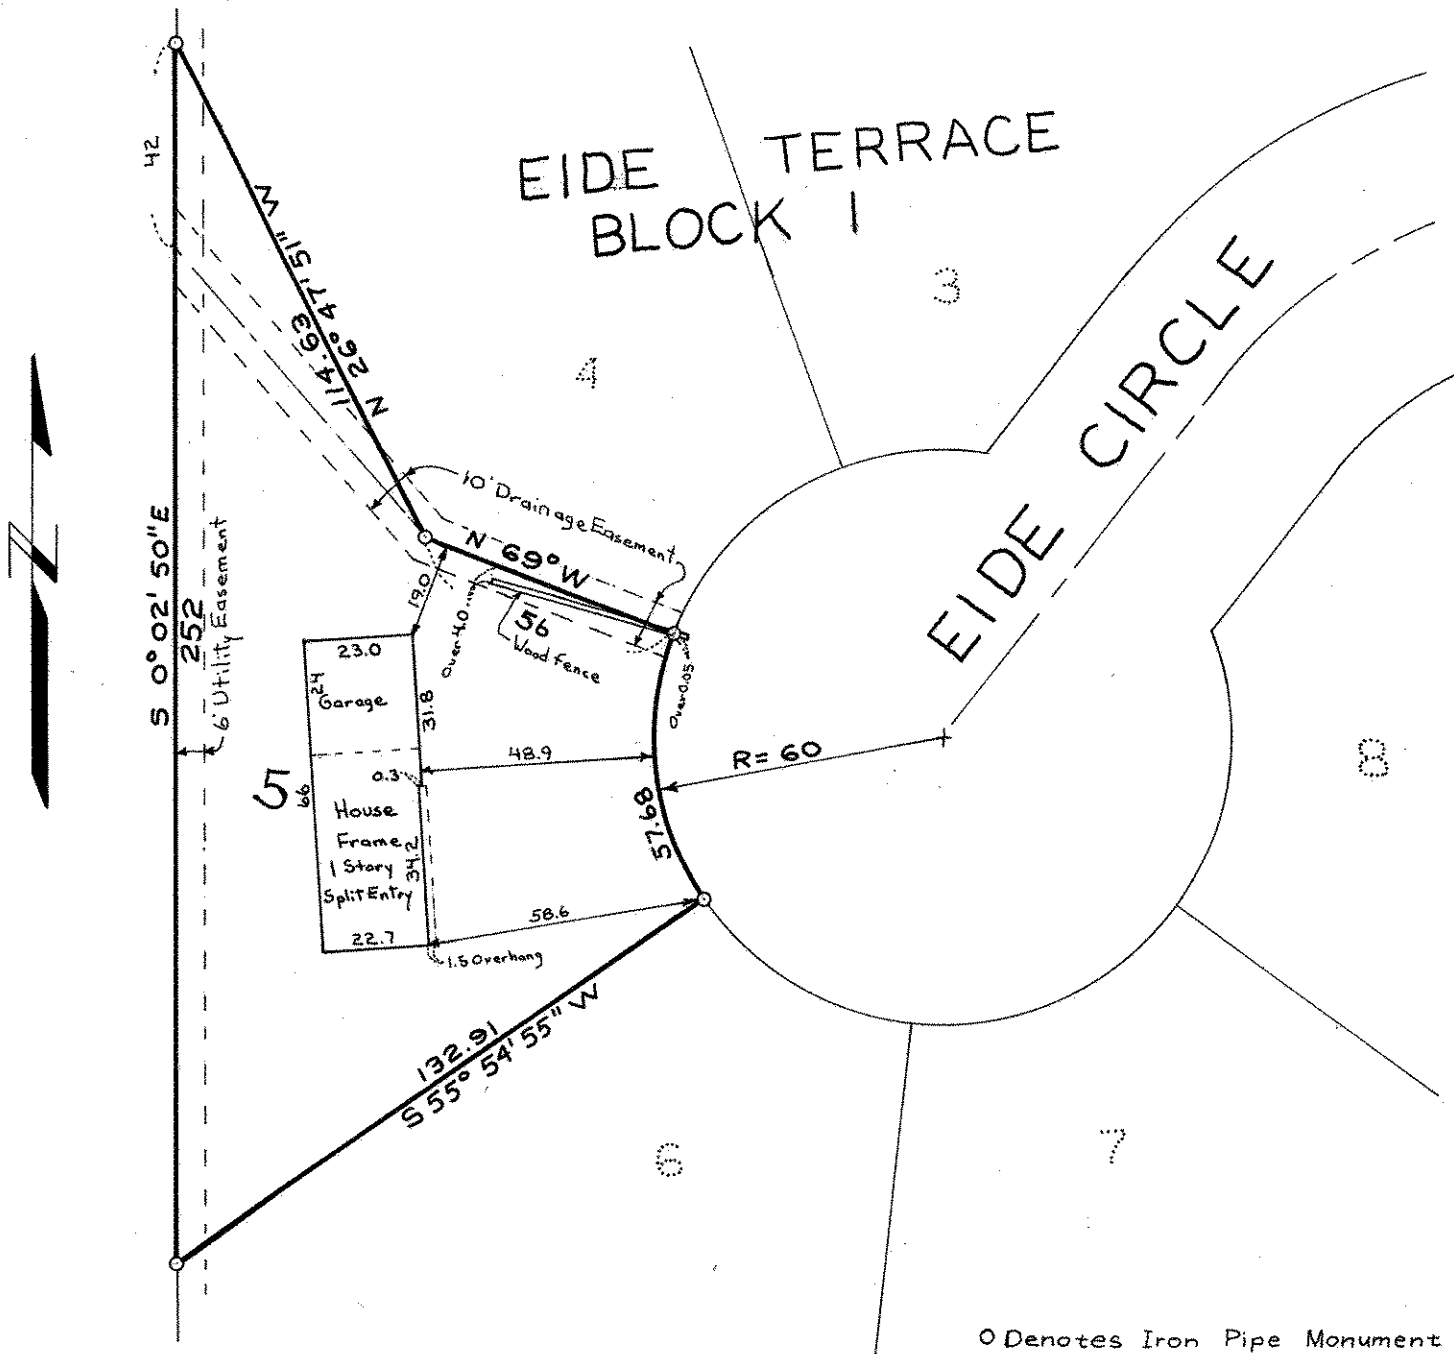 EIDE TERRACE
BLOCK 1
EIDE CIRCLE
3
4
5
6
7
8
N
42
N 26° 47' 51" W
114.63
10' Drainage Easement
N 69° W
56
Wood fence
Over 4.0
Over 0.05
19.0
S 0° 02' 50" E
252
6' Utility Easement
23.0
24
Garage
31.8
48.9
R= 60
57.68
0.3
66
House
Frame
1 Story
Split Entry
34.2
22.7
58.6
1.5 Overhang
132.91
S 55° 54' 55" W
O Denotes Iron Pipe Monument